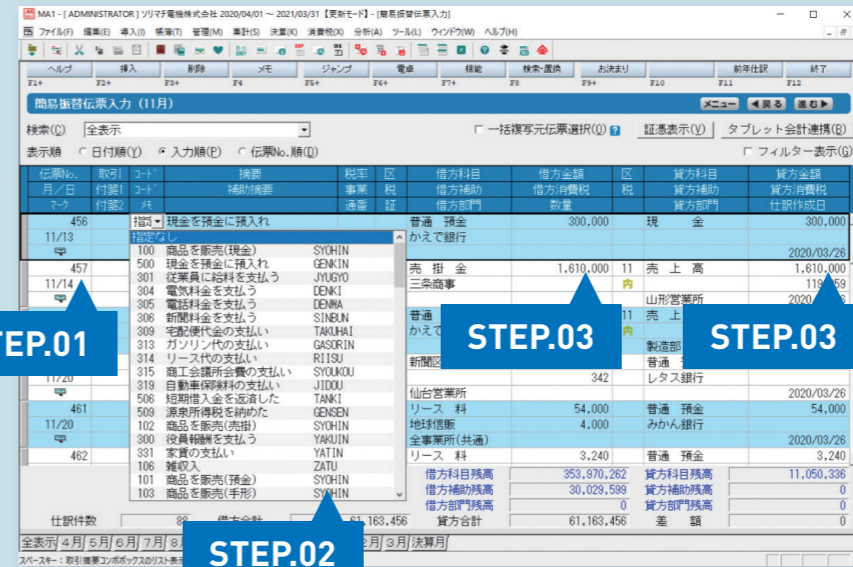 MA1 - [ ADMINISTRATOR ] ソリマチ電機株式会社 2020/04/01 ～ 2021/03/31 【更新モード】 - [簡易振替伝票入力]
ファイル(F) 編集(E) 導入(I) 帳簿(T) 管理(M) 集計(S) 決算(K) 消費税(X) 分析(A) ツール(L) ウィンドウ(W) ヘルプ(H)
ヘルプ 挿入 削除 メモ ジャンプ 電卓 機能 検索・置換 お決まり 前年仕訳 終了
F1+ F2+ F3+ F4 F5+ F6+ F7+ F8 F9+ F10 F11 F12
簡易振替伝票入力（11月） メニュー ◀戻る 進む▶
検索(C) 全表示 一括複写元伝票選択(O) 証憑表示(V) タブレット会計連携(B)
表示順 日付順(Y) 入力順(P) 伝票No.順(D) フィルター表示(G)
伝票No. 取引 コード 摘要 税率 区 借方科目 借方金額 区 貸方科目 貸方金額
月／日 付箋1 コード 補助摘要 事業 税 借方補助 借方消費税 税 貸方補助 貸方消費税
マーク 付箋2 メモ 通番 証 借方部門 数量 貸方部門 仕訳作成日
456 現金を預金に預入れ 普通 預金 300,000 現 金 300,000
11/13 指定なし かえで銀行
100 商品を販売(現金) SYOHIN 2020/03/26
457 500 現金を預金に預入れ GENKIN 売 掛 金 1,610,000 11 売 上 高 1,610,000
11/14 301 従業員に給料を支払う JYUGYO 三条商事 内
304 電気料金を支払う DENKI 山形営業所
305 電話料金を支払う DENWA 普通 11 売 上
306 新聞料金を支払う SINBUN かえで 内
309 宅配便代金の支払い TAKUHAI 製造部
313 ガソリン代の支払い GASORIN 新聞図 普通
314 リース代の支払い RIISU
11/20 315 商工会議所会費の支払い SYOUKOU 342 レタス銀行
319 自動車保険料の支払い JIDOU 仙台営業所 2020/03/26
461 506 短期借入金を返済した TANKI リース 料 54,000 普通 預金 54,000
11/20 509 源泉所得税を納めた GENSEN 地球信販 4,000 みかん銀行
102 商品を販売(売掛) SYOHIN 全事業所(共通) 2020/03/26
462 300 役員報酬を支払う YAKUIN リース 料 3,240 普通 預金 3,240
331 家賃の支払い YATIN
106 雑収入 ZATU 借方科目残高 353,970,262 貸方科目残高 11,050,336
101 商品を販売(預金) SYOHIN 借方補助残高 30,029,599 貸方補助残高 0
103 商品を販売(手形) SYOHIN 借方部門残高 0 貸方部門残高 0
仕訳件数 88 借方合計 61,163,456 貸方合計 61,163,456 差 額 0
全表示 4月 5月 6月 7月 2月 3月 決算月
スペースキー：取引摘要コンボボックスのリスト表示
STEP.01
STEP.02
STEP.03
STEP.03